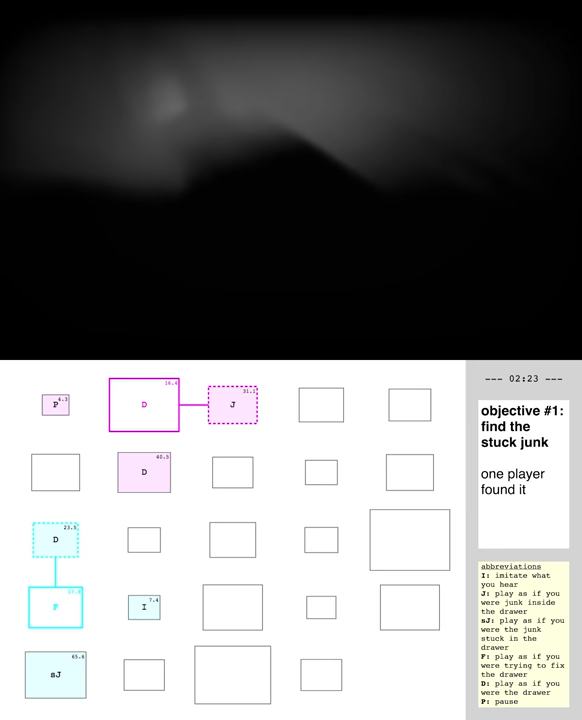 --- 02:23 ---
objective #1:
find the
stuck junk
one player
found it
P 4.3
D 16.4
J 31.1
D 40.5
D 23.5
F
I 7.4
sJ 65.6
abbreviations
I: imitate what
you hear
J: play as if you
were junk inside
the drawer
sJ: play as if you
were the junk
stuck in the
drawer
F: play as if you
were trying to fix
the drawer
D: play as if you
were the drawer
P: pause